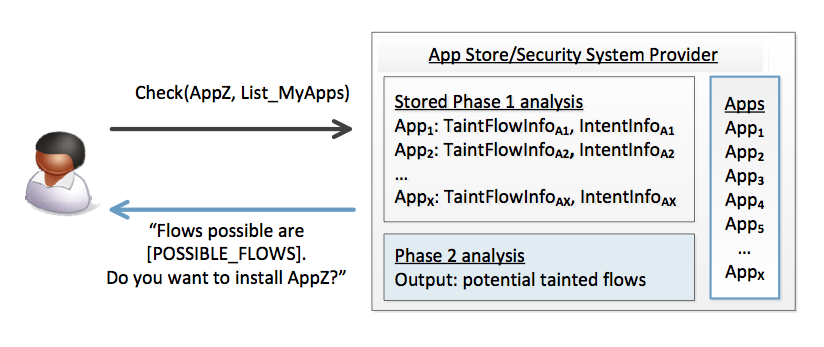 App Store/Security System Provider
Check(AppZ, List_MyApps)
Stored Phase 1 analysis
App₁: TaintFlowInfoA1, IntentInfoA1
App₂: TaintFlowInfoA2, IntentInfoA2
...
AppX: TaintFlowInfoAX, IntentInfoAX
“Flows possible are
[POSSIBLE_FLOWS].
Do you want to install AppZ?”
Phase 2 analysis
Output: potential tainted flows
Apps
App₁
App₂
App₃
App₄
App₅
...
AppX